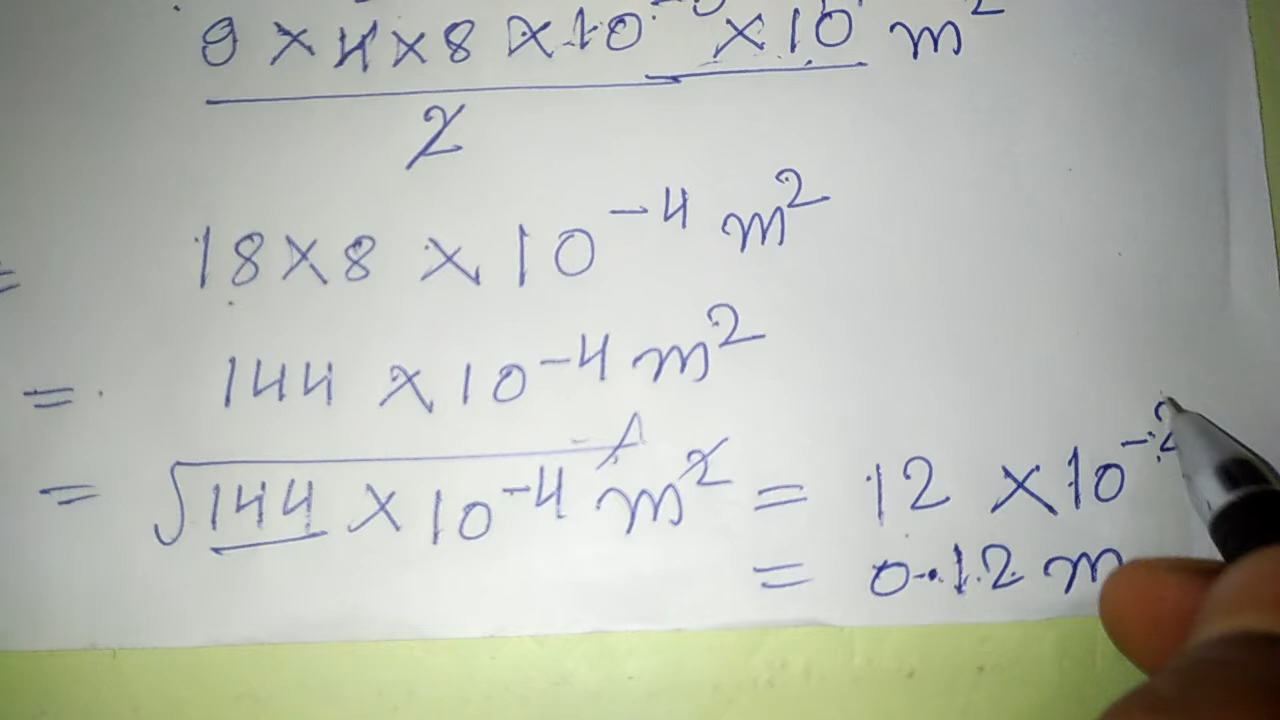 9 × 4 × 8 × 10 × 10 m²
2
= 18 × 8 × 10⁻⁴ m²
= 144 × 10⁻⁴ m²
= √144 × 10⁻⁴ m² = 12 × 10⁻²
= 0.12 m